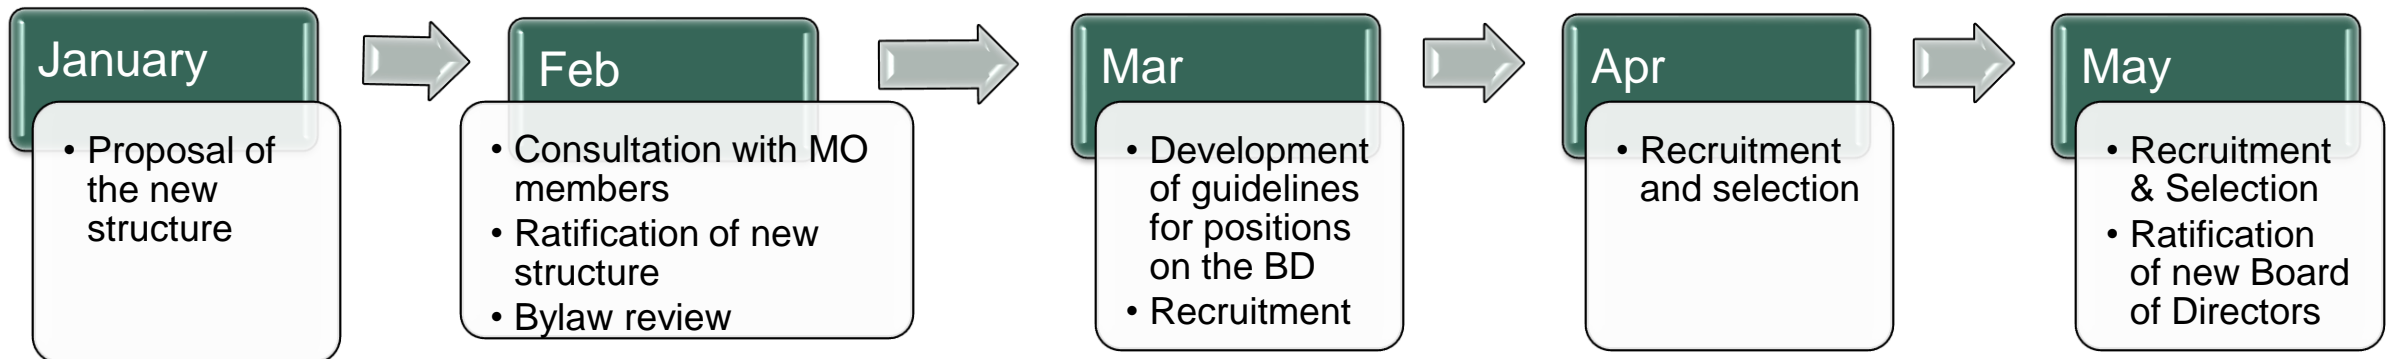 January
• Proposal of
the new
structure
Feb
• Consultation with MO
members
• Ratification of new
structure
• Bylaw review
Mar
• Development
of guidelines
for positions
on the BD
• Recruitment
Apr
• Recruitment
and selection
May
• Recruitment
& Selection
• Ratification
of new Board
of Directors